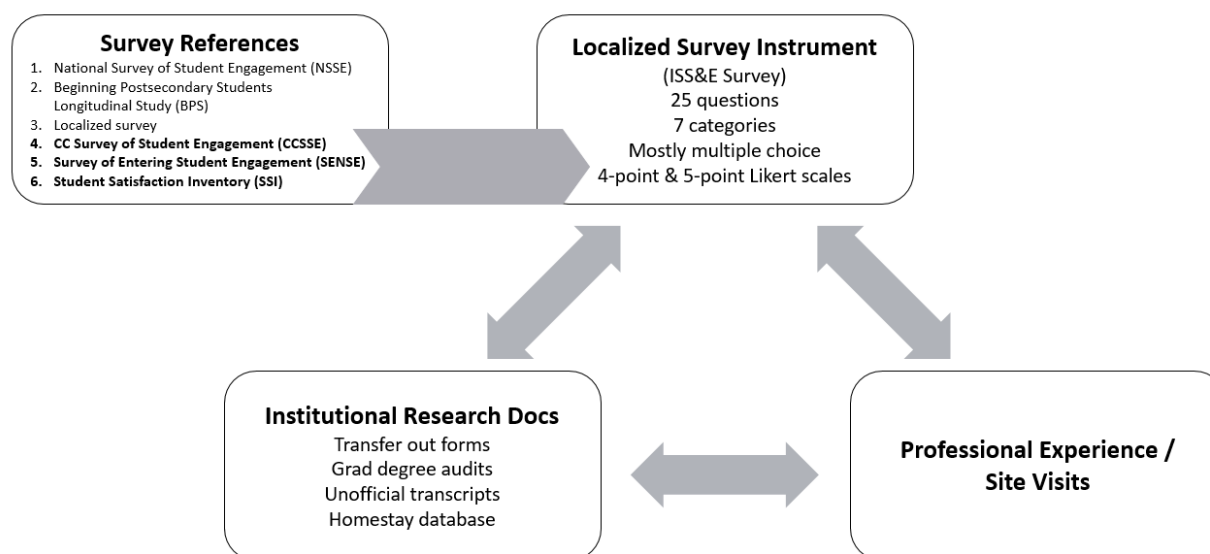 Survey References
1. National Survey of Student Engagement (NSSE)
2. Beginning Postsecondary Students
Longitudinal Study (BPS)
3. Localized survey
4. CC Survey of Student Engagement (CCSSE)
5. Survey of Entering Student Engagement (SENSE)
6. Student Satisfaction Inventory (SSI)
Localized Survey Instrument
(ISS&E Survey)
25 questions
7 categories
Mostly multiple choice
4-point & 5-point Likert scales
Institutional Research Docs
Transfer out forms
Grad degree audits
Unofficial transcripts
Homestay database
Professional Experience /
Site Visits